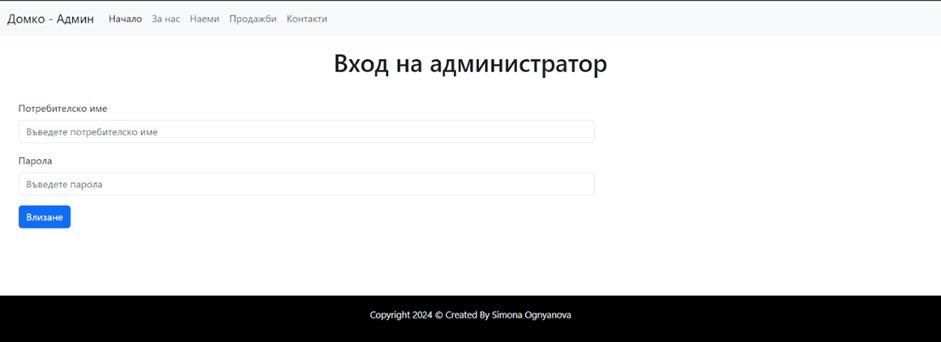 Домко - Админ Начало За нас Наеми Продажби Контакти
Вход на администратор
Потребителско име
Въведете потребителско име
Парола
Въведете парола
Влизане
Copyright 2024 © Created By Simona Ognyanova